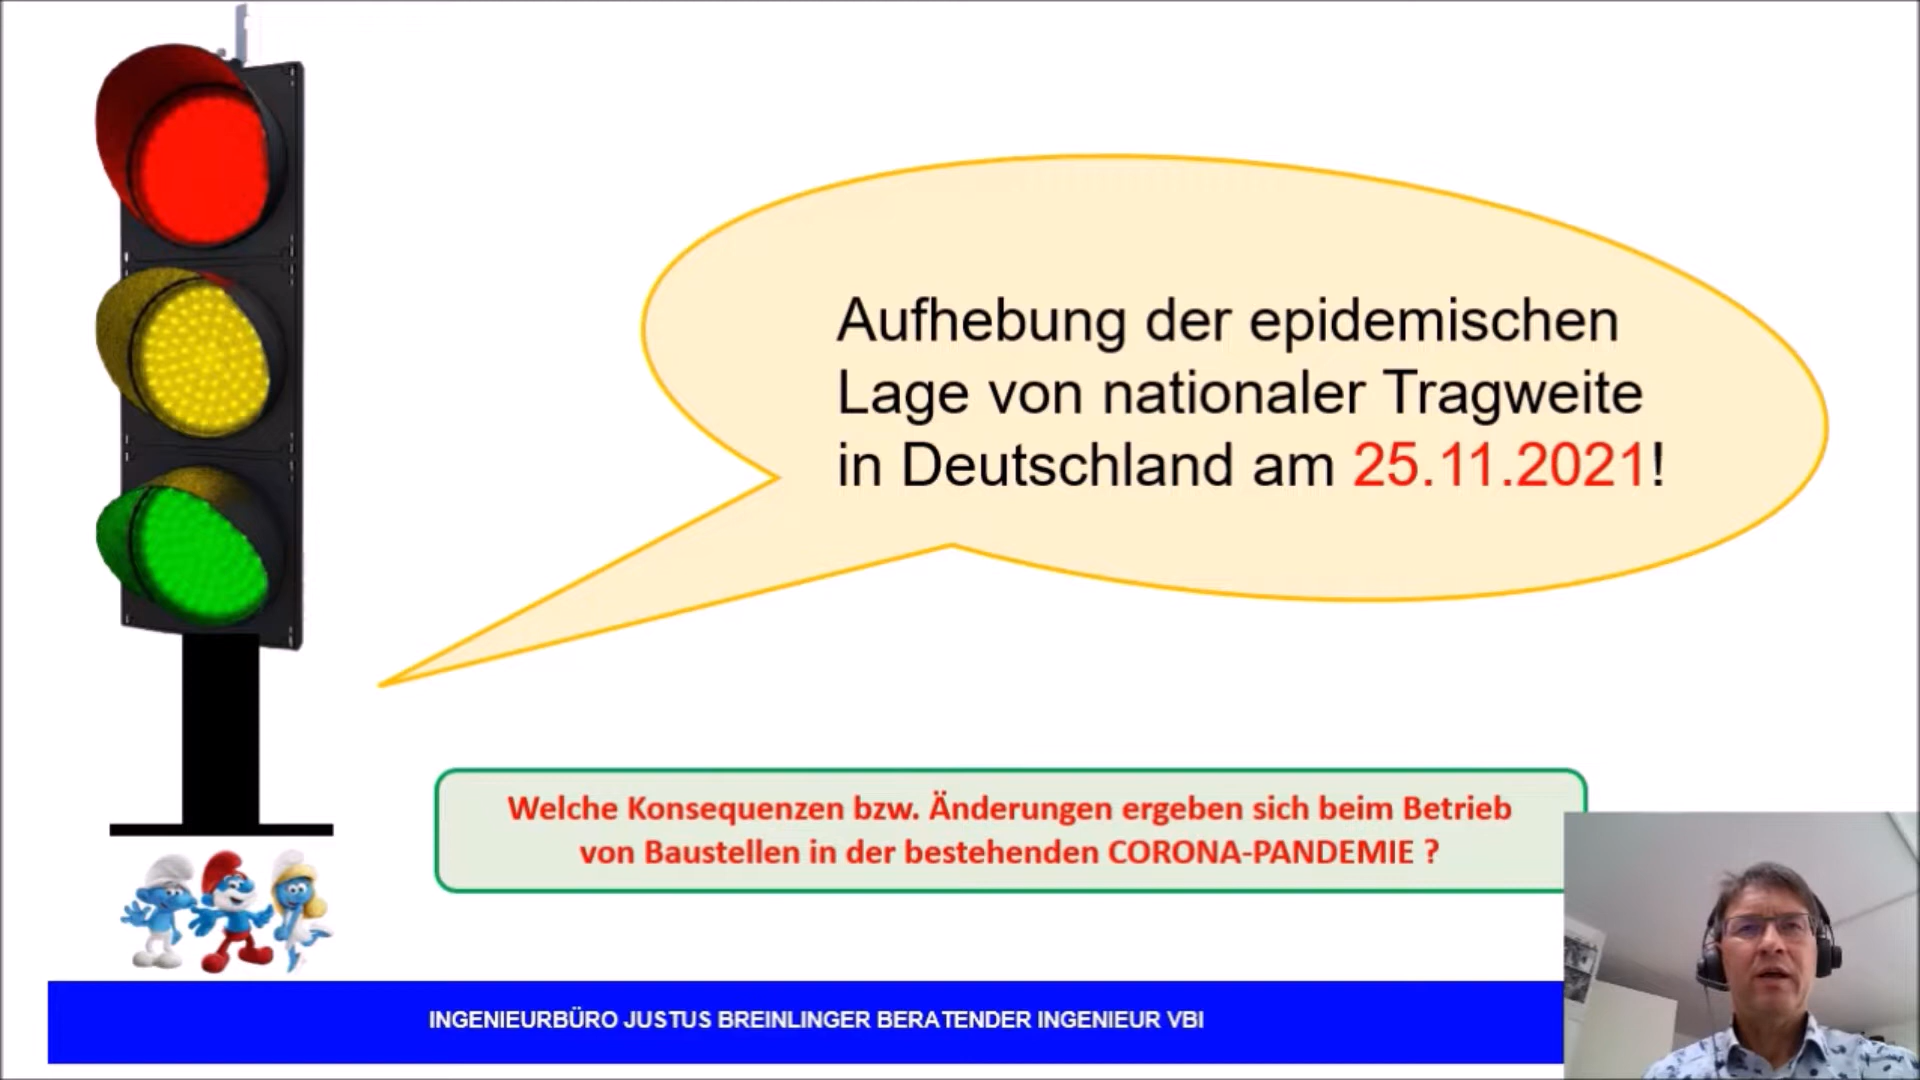 Aufhebung der epidemischen
Lage von nationaler Tragweite
in Deutschland am 25.11.2021!
Welche Konsequenzen bzw. Änderungen ergeben sich beim Betrieb
von Baustellen in der bestehenden CORONA-PANDEMIE ?
INGENIEURBÜRO JUSTUS BREINLINGER BERATENDER INGENIEUR VBI